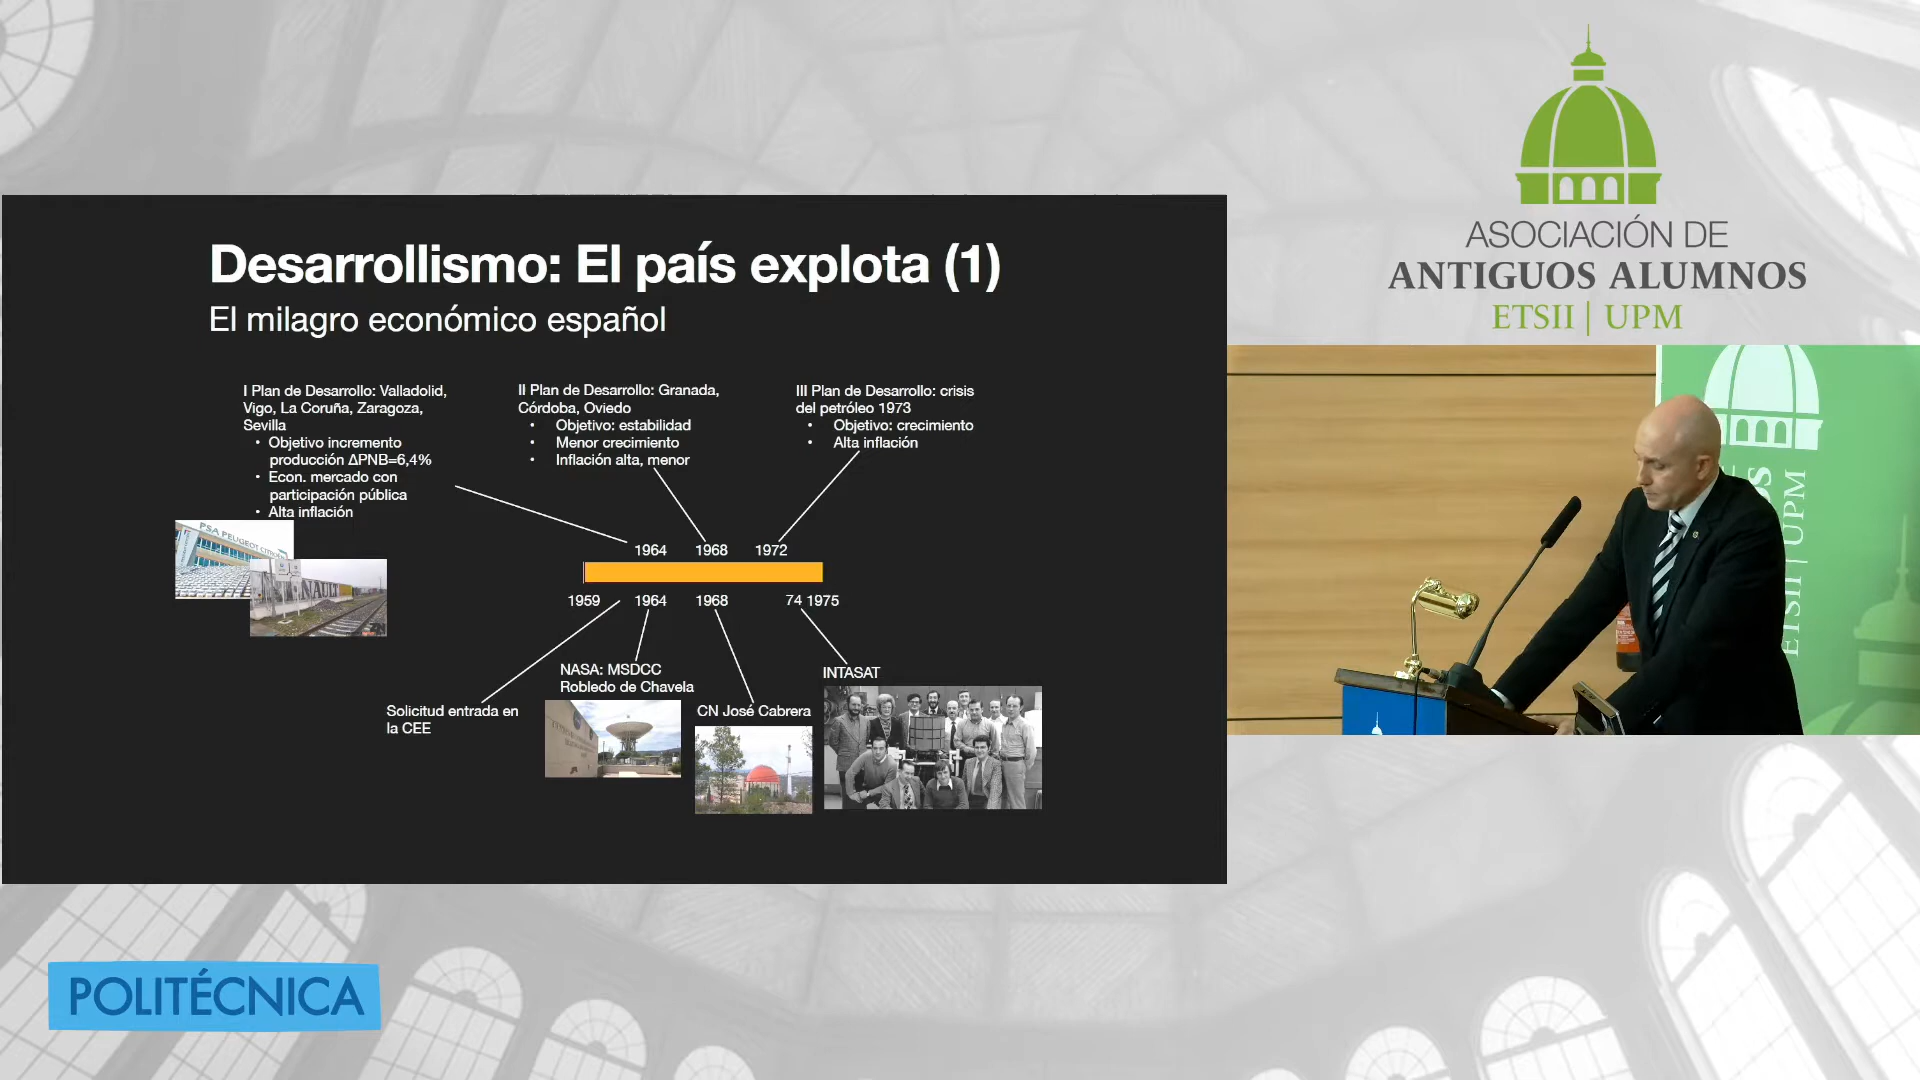 Desarrollismo: El país explota (1)
El milagro económico español
I Plan de Desarrollo: Valladolid,
Vigo, La Coruña, Zaragoza,
Sevilla
• Objetivo incremento
producción ΔPNB=6,4%
• Econ. mercado con
participación pública
• Alta inflación
II Plan de Desarrollo: Granada,
Córdoba, Oviedo
• Objetivo: estabilidad
• Menor crecimiento
• Inflación alta, menor
III Plan de Desarrollo: crisis
del petróleo 1973
• Objetivo: crecimiento
• Alta inflación
PSA PEUGEOT CITROËN
1964 1968 1972
1959 1964 1968 74 1975
Solicitud entrada en
la CEE
NASA: MSDCC
Robledo de Chavela
CN José Cabrera
INTASAT
ASOCIACIÓN DE
ANTIGUOS ALUMNOS
ETSII | UPM
ETSII | UPM
POLITÉCNICA